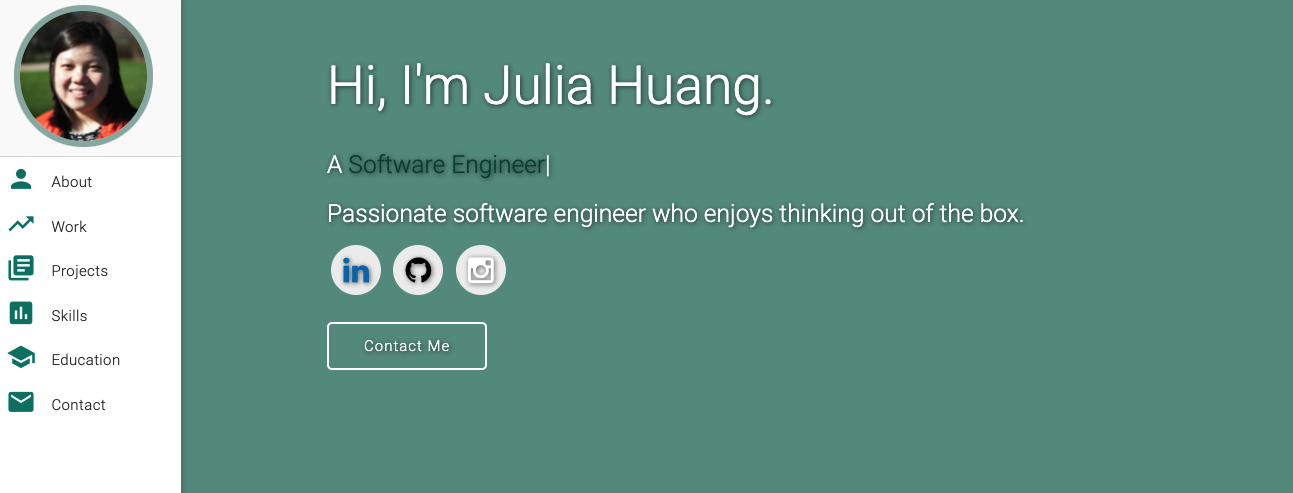 About
Work
Projects
Skills
Education
Contact
Hi, I'm Julia Huang.
A Software Engineer|
Passionate software engineer who enjoys thinking out of the box.
in
Contact Me